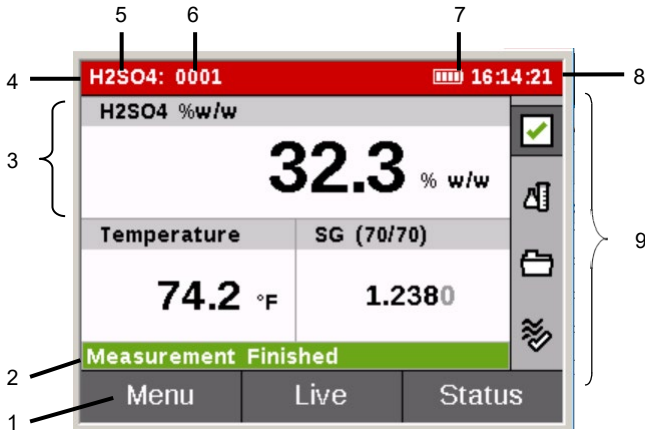 5 6 7
4 H2SO4: 0001 16:14:21 8
H2SO4 %w/w
3 32.3 % w/w
Temperature SG (70/70)
9
74.2 °F 1.2380
2 Measurement Finished
1 Menu Live Status